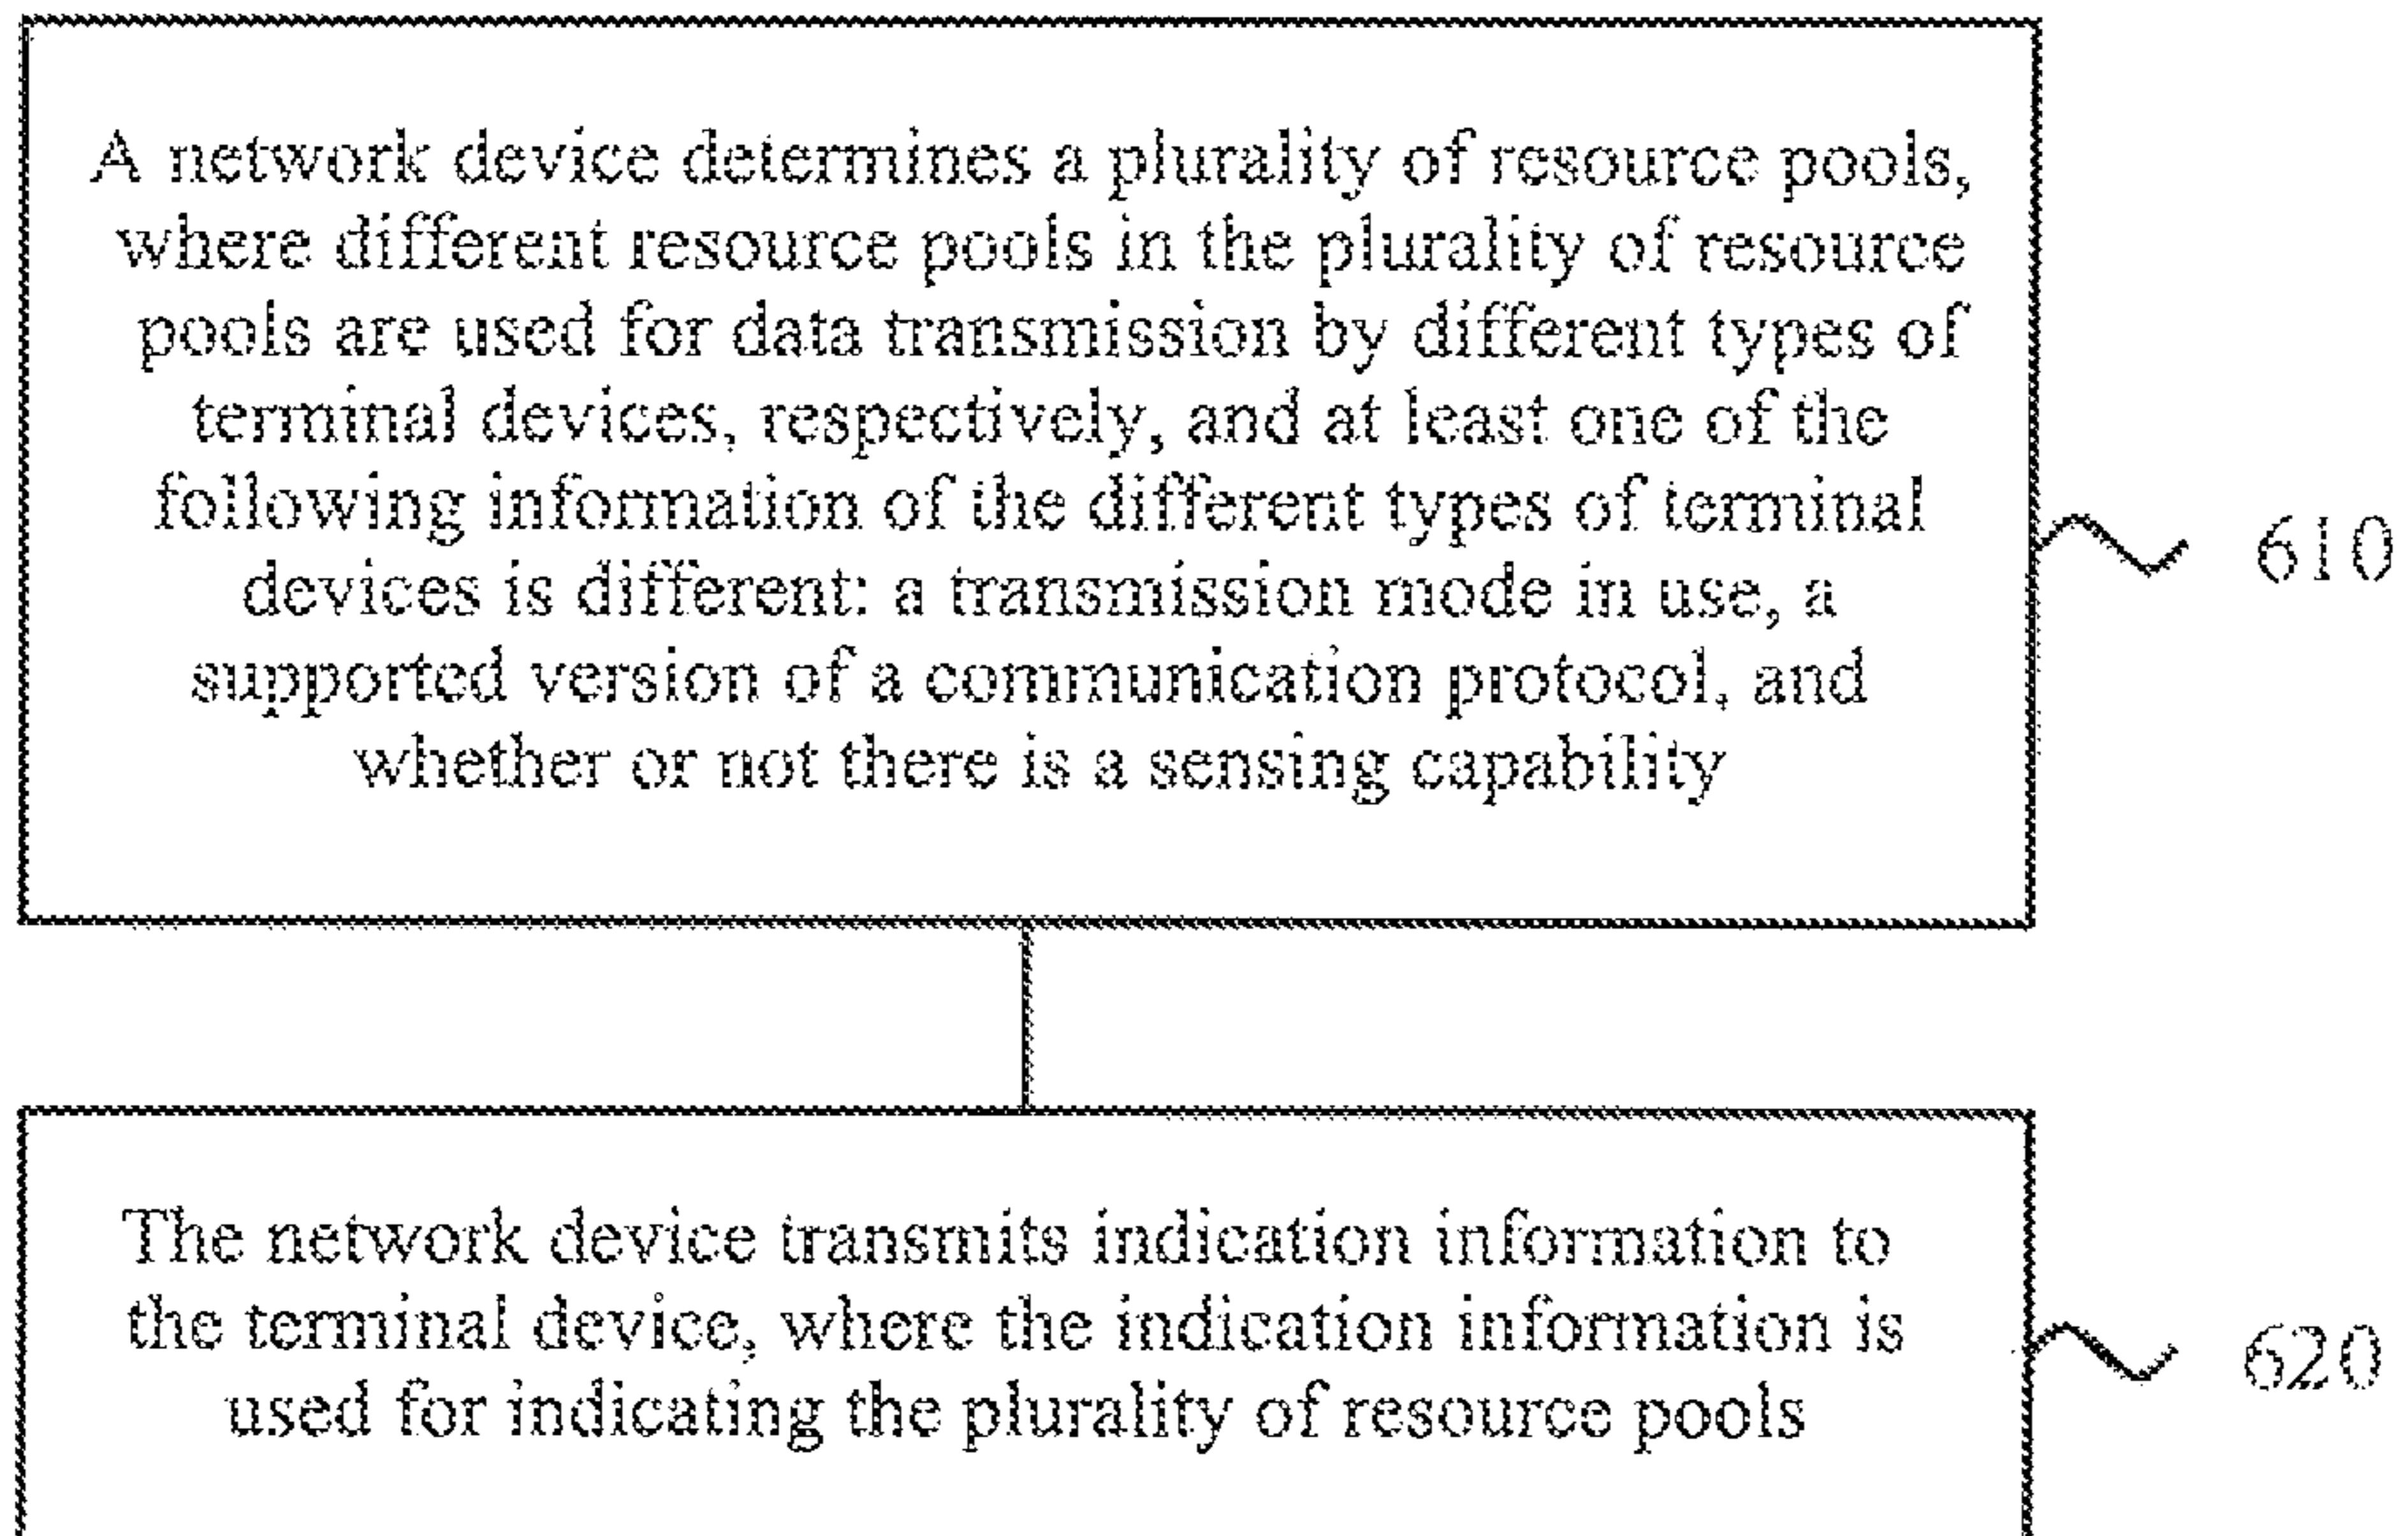 A network device determines a plurality of resource pools,
where different resource pools in the plurality of resource
pools are used for data transmission by different types of
terminal devices, respectively, and at least one of the
following information of the different types of terminal
devices is different: a transmission mode in use, a
supported version of a communication protocol, and
whether or not there is a sensing capability
610
The network device transmits indication information to
the terminal device, where the indication information is
used for indicating the plurality of resource pools
620